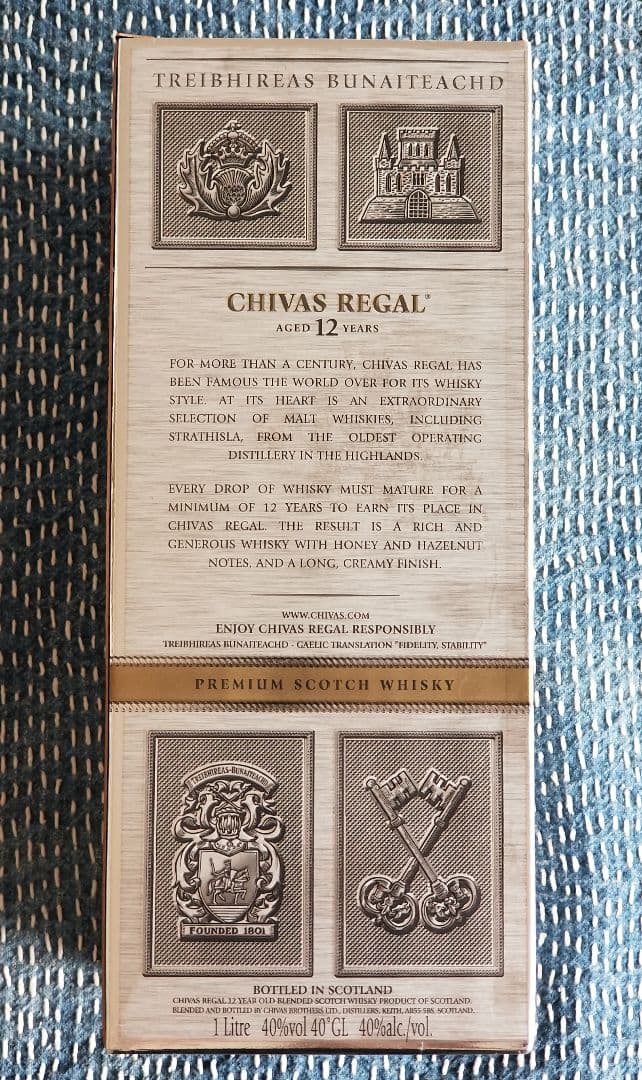 TREIBHIREAS BUNAITEACHD
CHIVAS REGAL®
AGED 12 YEARS
FOR MORE THAN A CENTURY, CHIVAS REGAL HAS
BEEN FAMOUS THE WORLD OVER FOR ITS WHISKY
STYLE. AT ITS HEART IS AN EXTRAORDINARY
SELECTION OF MALT WHISKIES, INCLUDING
STRATHISLA, FROM THE OLDEST OPERATING
DISTILLERY IN THE HIGHLANDS.
EVERY DROP OF WHISKY MUST MATURE FOR A
MINIMUM OF 12 YEARS TO EARN ITS PLACE IN
CHIVAS REGAL. THE RESULT IS A RICH AND
GENEROUS WHISKY WITH HONEY AND HAZELNUT
NOTES, AND A LONG, CREAMY FINISH.
WWW.CHIVAS.COM
ENJOY CHIVAS REGAL RESPONSIBLY
TREIBHIREAS BUNAITEACHD - GAELIC TRANSLATION "FIDELITY, STABILITY"
PREMIUM SCOTCH WHISKY
TREIBHIREAS-BUNAITEACHD
FOUNDED 1801
BOTTLED IN SCOTLAND
CHIVAS REGAL 12 YEAR OLD BLENDED SCOTCH WHISKY PRODUCT OF SCOTLAND.
BLENDED AND BOTTLED BY CHIVAS BROTHERS LTD., DISTILLERS, KEITH, AB55 5BS, SCOTLAND.
1 Litre 40%vol 40°GL 40%alc./vol.